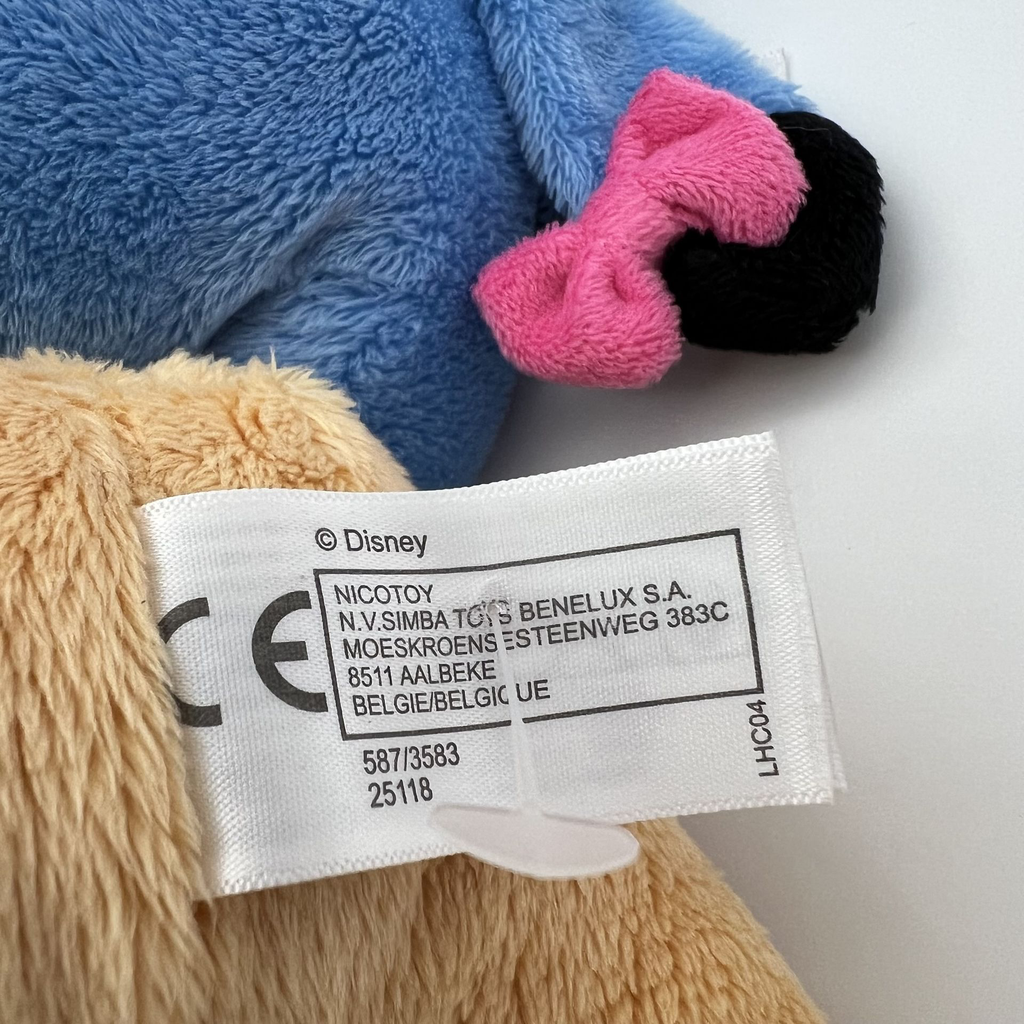 © Disney
CE
NICOTOY
N.V.SIMBA TOYS BENELUX S.A.
MOESKROENSESTEENWEG 383C
8511 AALBEKE
BELGIE/BELGIQUE
587/3583
25118
LHC04